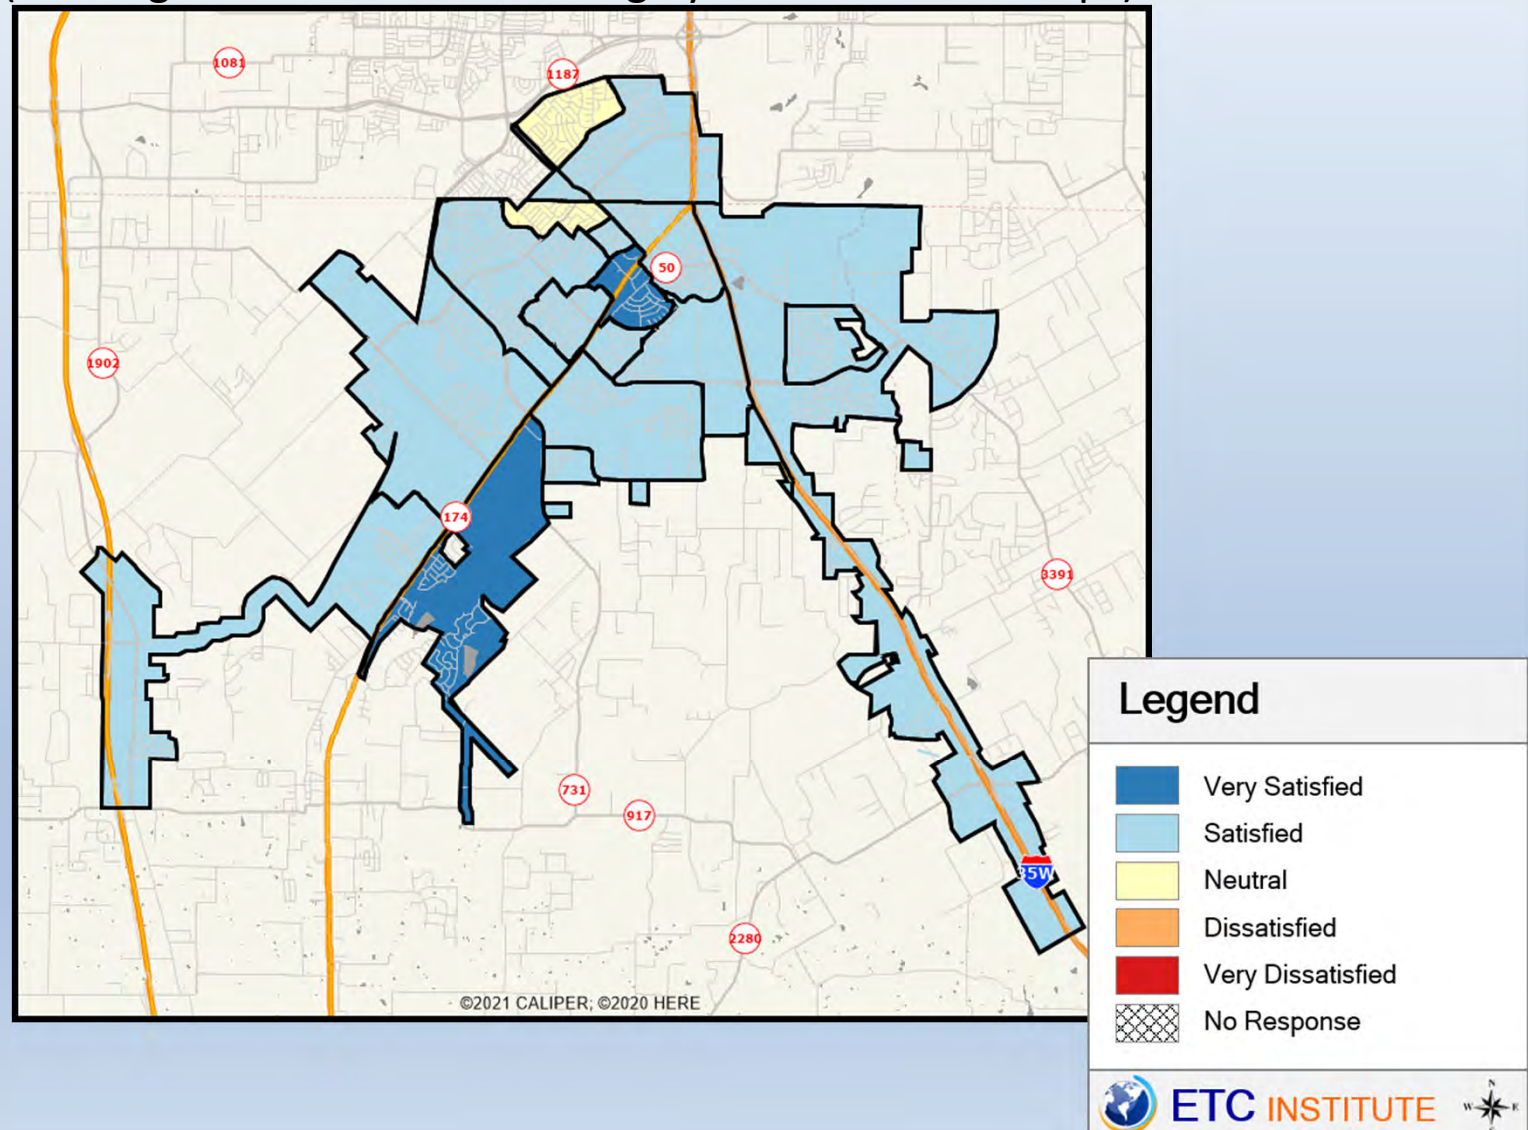 1081
1187
50
1902
174
3391
731
917
35W
2280
©2021 CALIPER; ©2020 HERE
Legend
Very Satisfied
Satisfied
Neutral
Dissatisfied
Very Dissatisfied
No Response
ETC INSTITUTE
N
W E